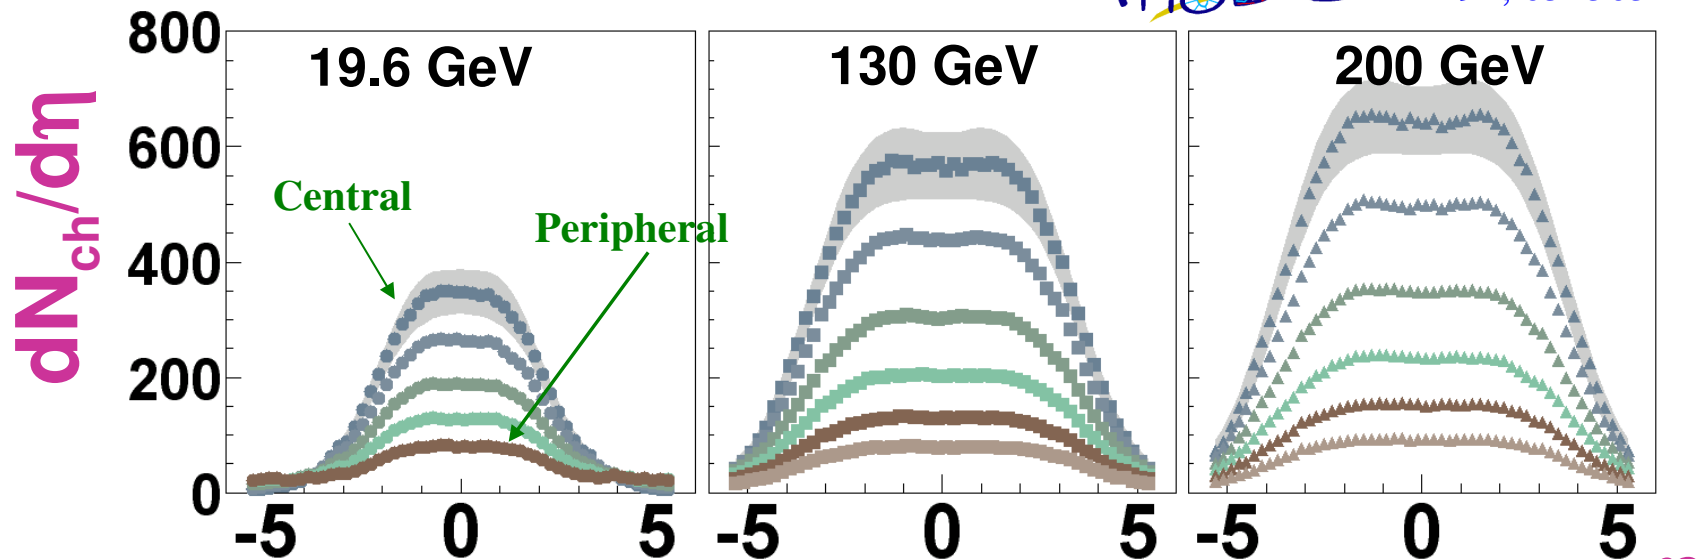 800
19.6 GeV
130 GeV
200 GeV
dN_ch/dη
600
Central
Peripheral
400
200
0
-5 0 5
-5 0 5
-5 0 5